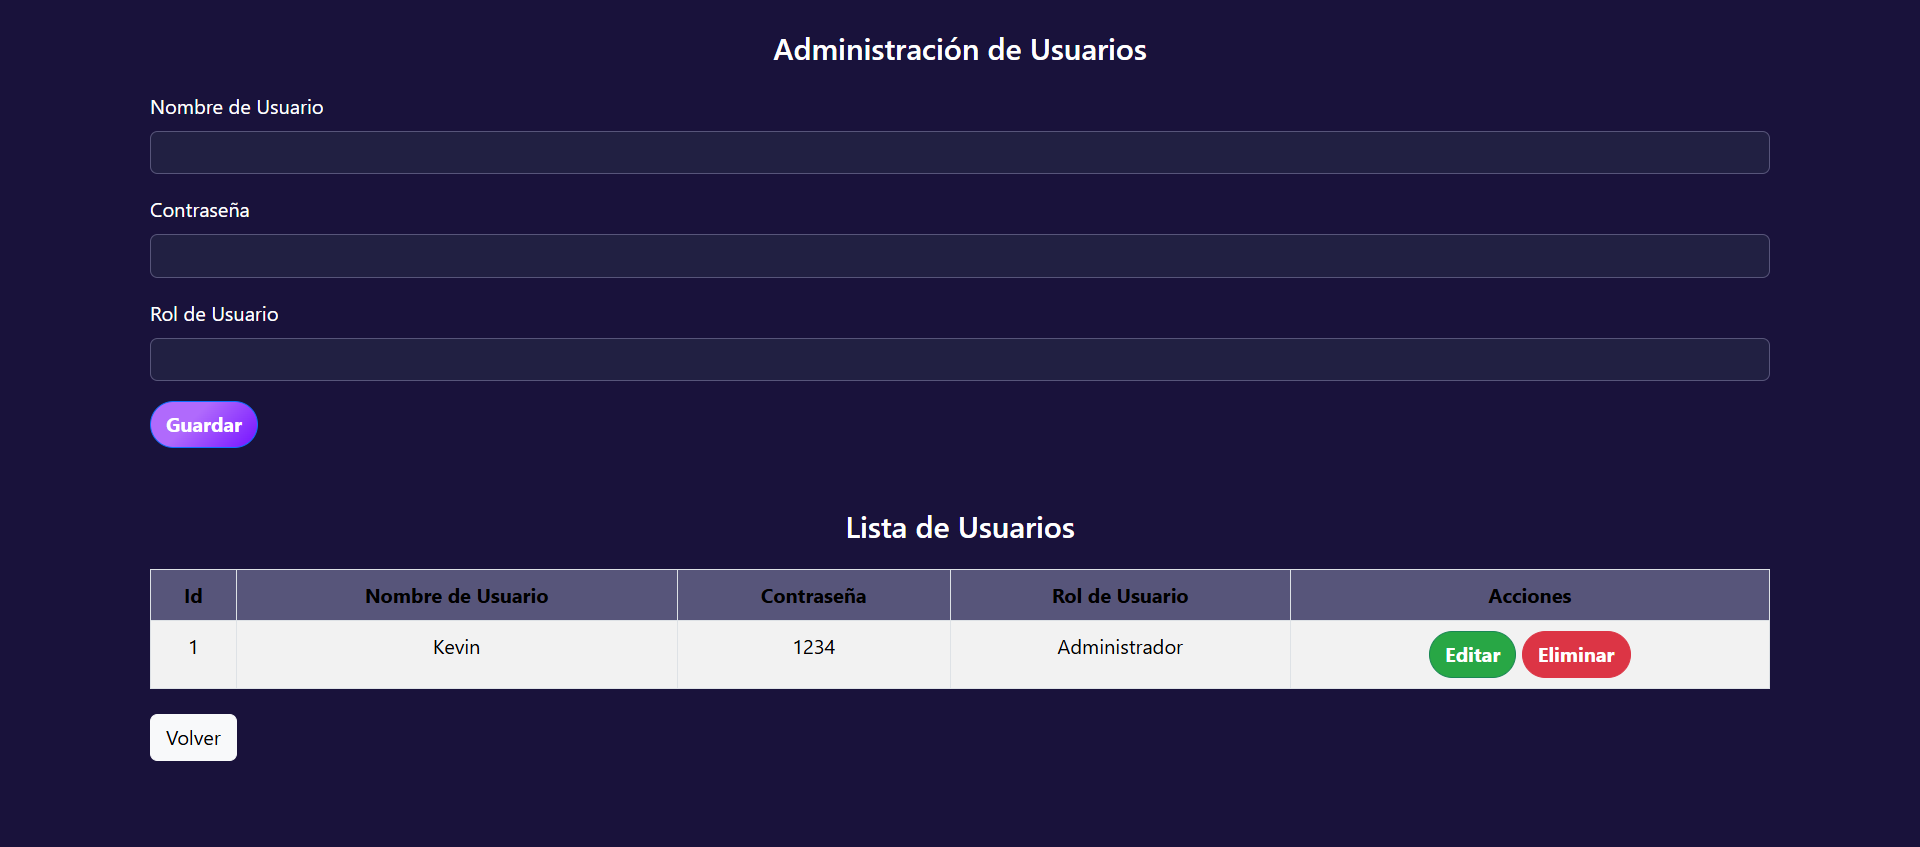 Administración de Usuarios
Nombre de Usuario
Contraseña
Rol de Usuario
Guardar
Lista de Usuarios
Id Nombre de Usuario Contraseña Rol de Usuario Acciones
1 Kevin 1234 Administrador Editar Eliminar
Volver